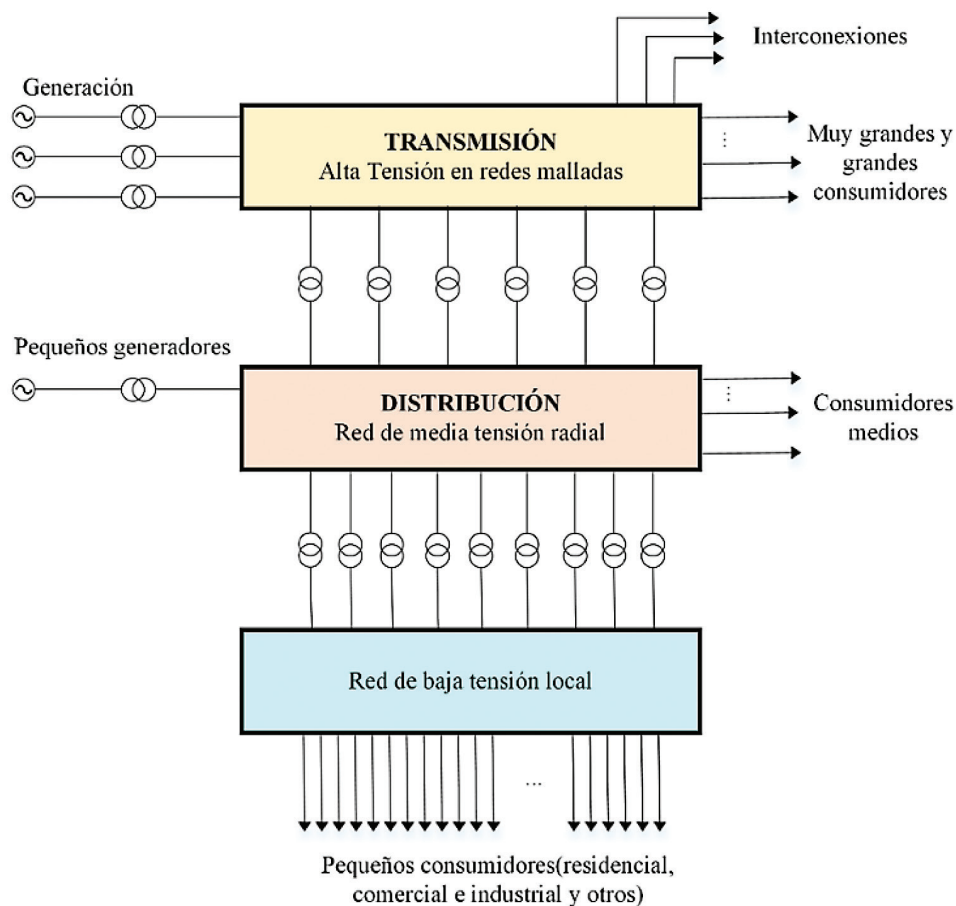 Interconexiones
Generación
TRANSMISIÓN
Alta Tensión en redes malladas
Muy grandes y
grandes
consumidores
Pequeños generadores
DISTRIBUCIÓN
Red de media tensión radial
Consumidores
medios
Red de baja tensión local
...
Pequeños consumidores(residencial,
comercial e industrial y otros)